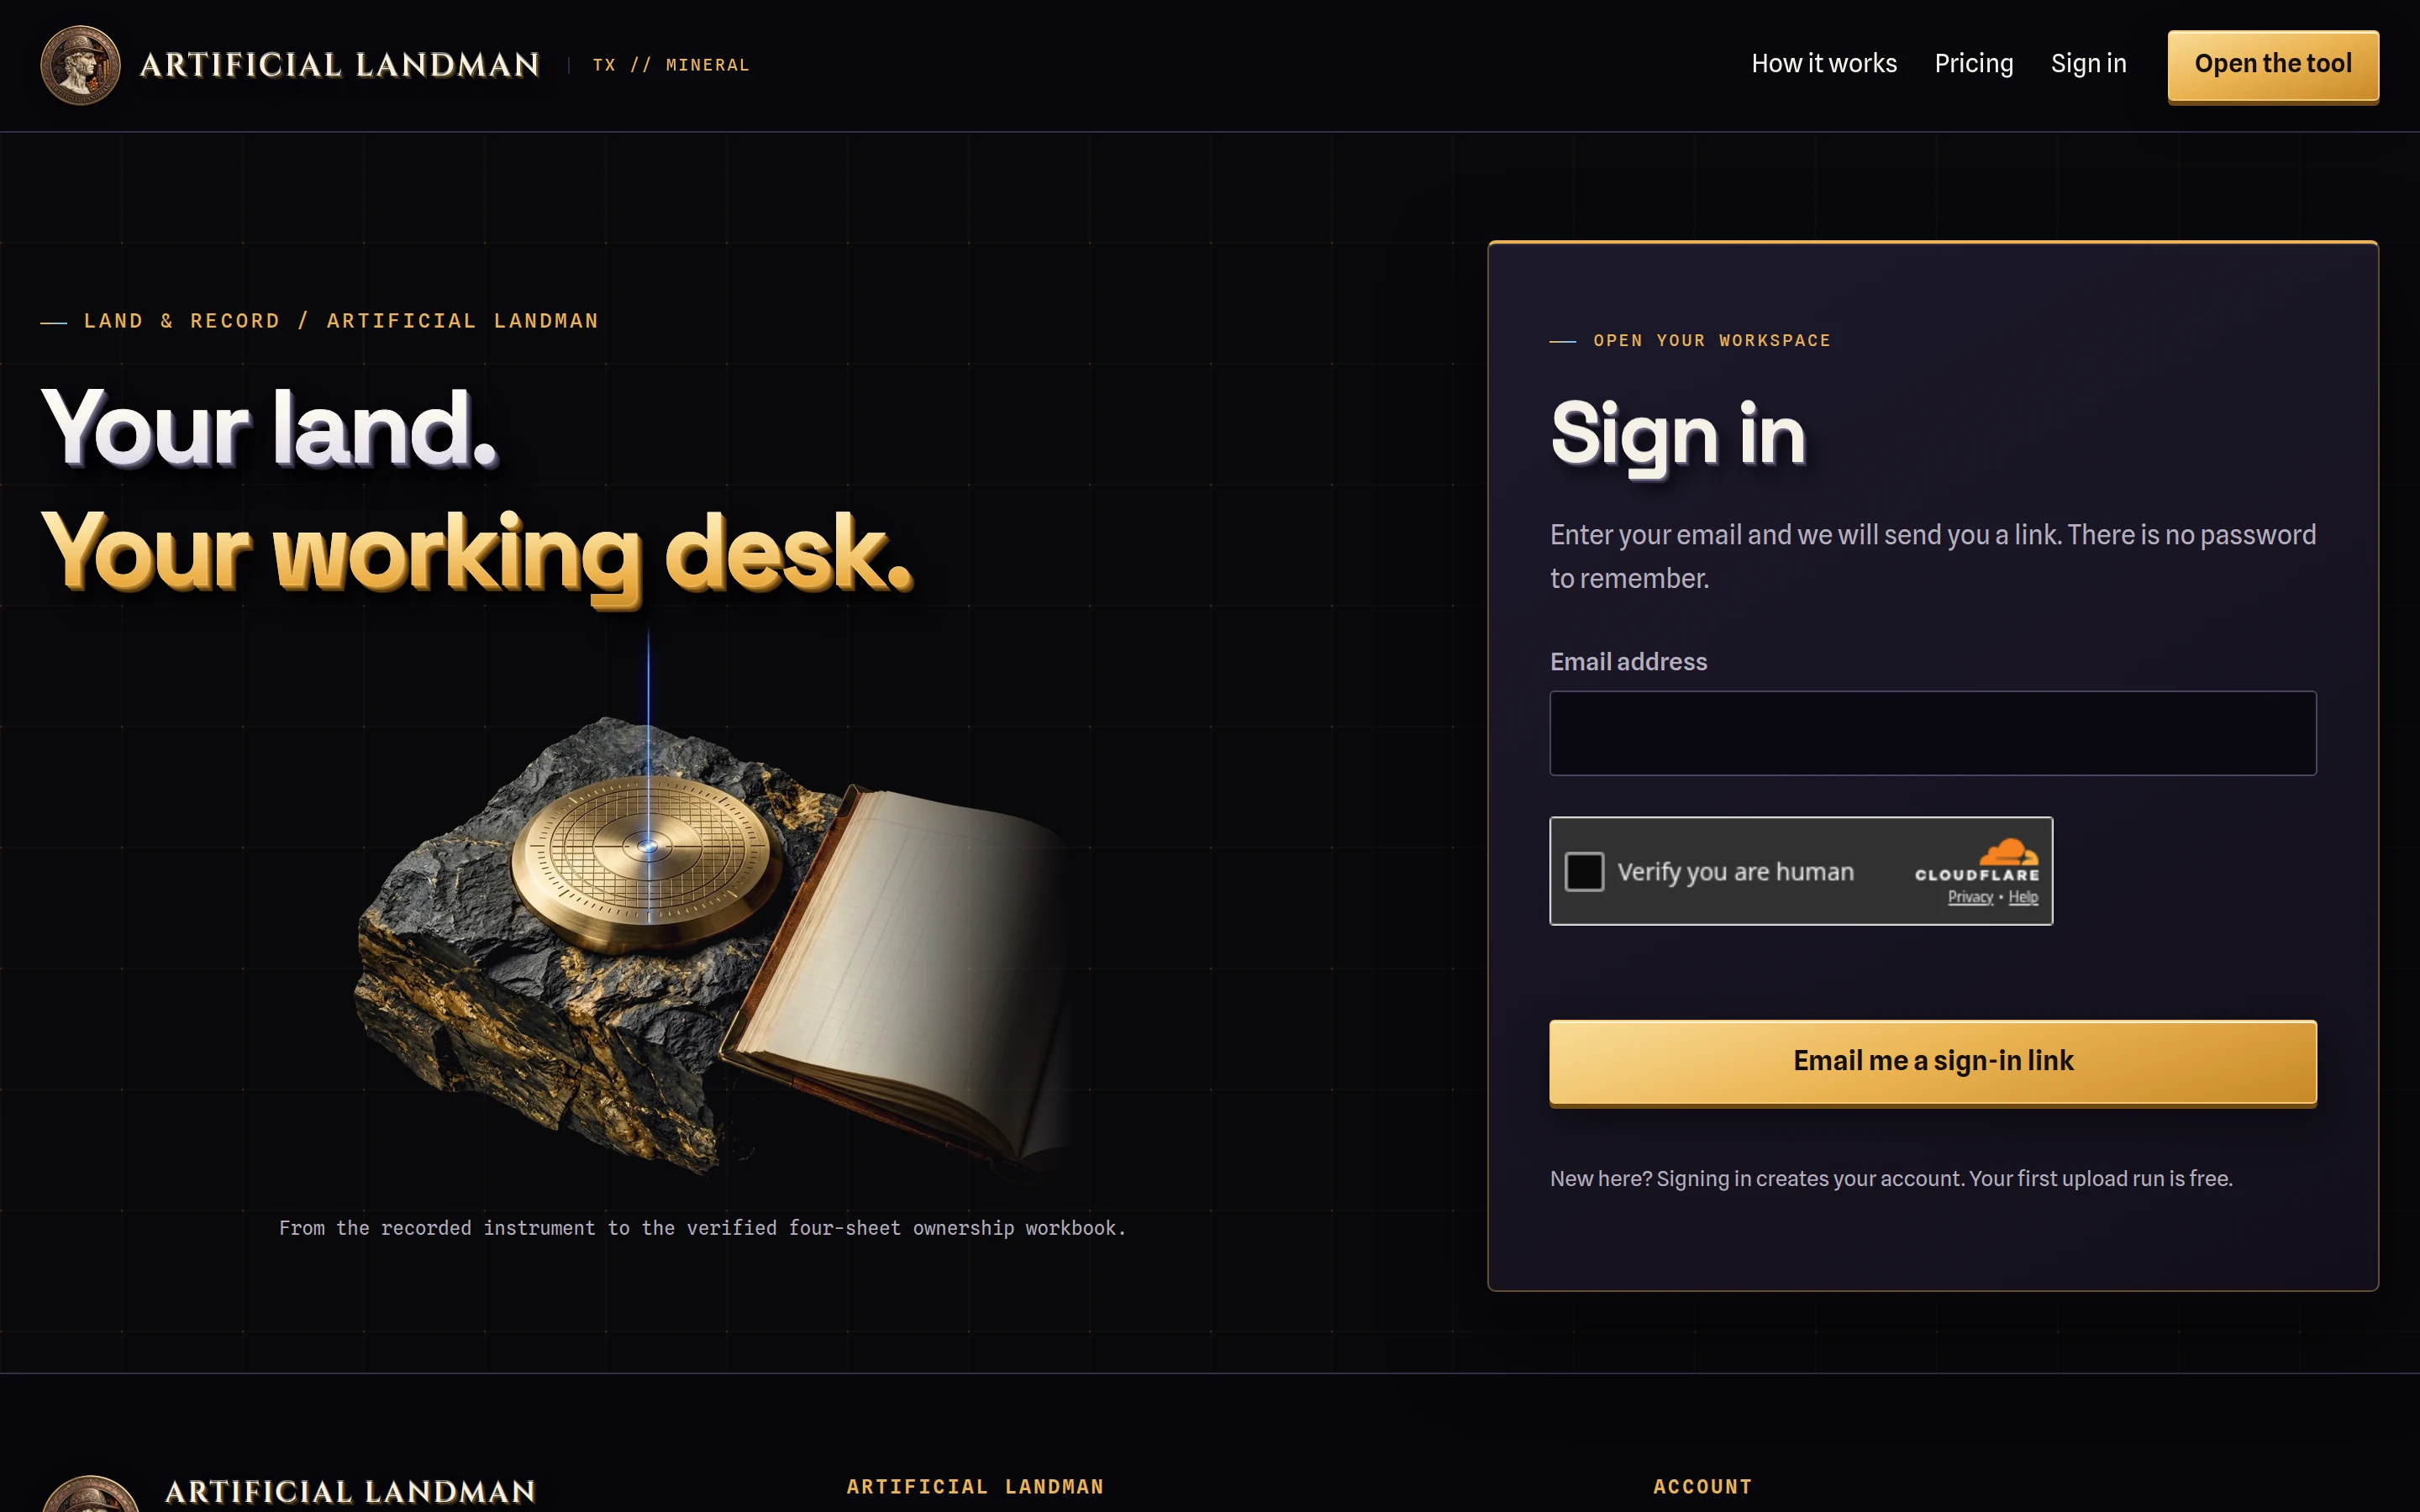 ARTIFICIAL LANDMAN
TX // MINERAL
How it works
Pricing
Sign in
Open the tool
LAND & RECORD / ARTIFICIAL LANDMAN
Your land.
Your working desk.
From the recorded instrument to the verified four-sheet ownership workbook.
OPEN YOUR WORKSPACE
Sign in
Enter your email and we will send you a link. There is no password
to remember.
Email address
Verify you are human
CLOUDFLARE
Privacy • Help
Email me a sign-in link
New here? Signing in creates your account. Your first upload run is free.
ARTIFICIAL LANDMAN
ARTIFICIAL LANDMAN
ACCOUNT